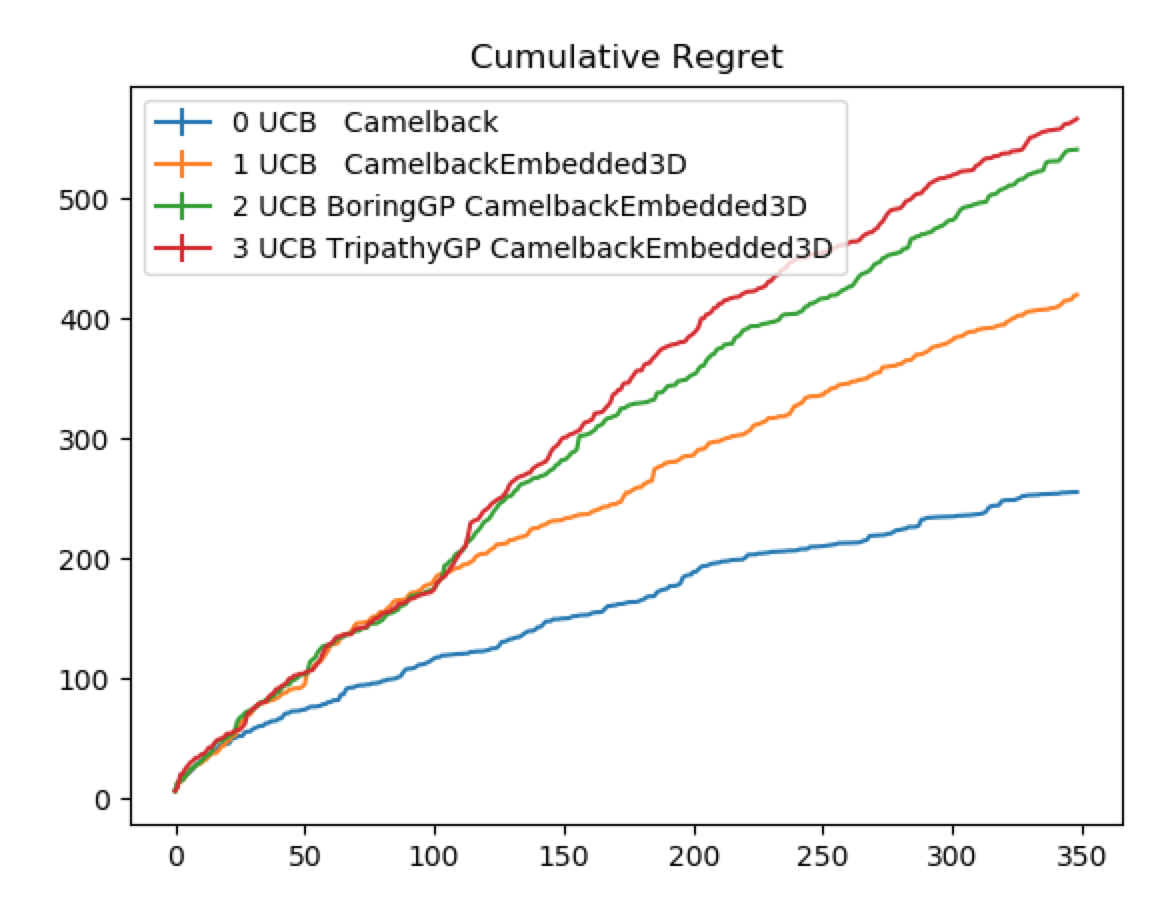 Cumulative Regret
0 UCB   Camelback
1 UCB   CamelbackEmbedded3D
2 UCB BoringGP CamelbackEmbedded3D
3 UCB TripathyGP CamelbackEmbedded3D
500
400
300
200
100
0
0 50 100 150 200 250 300 350